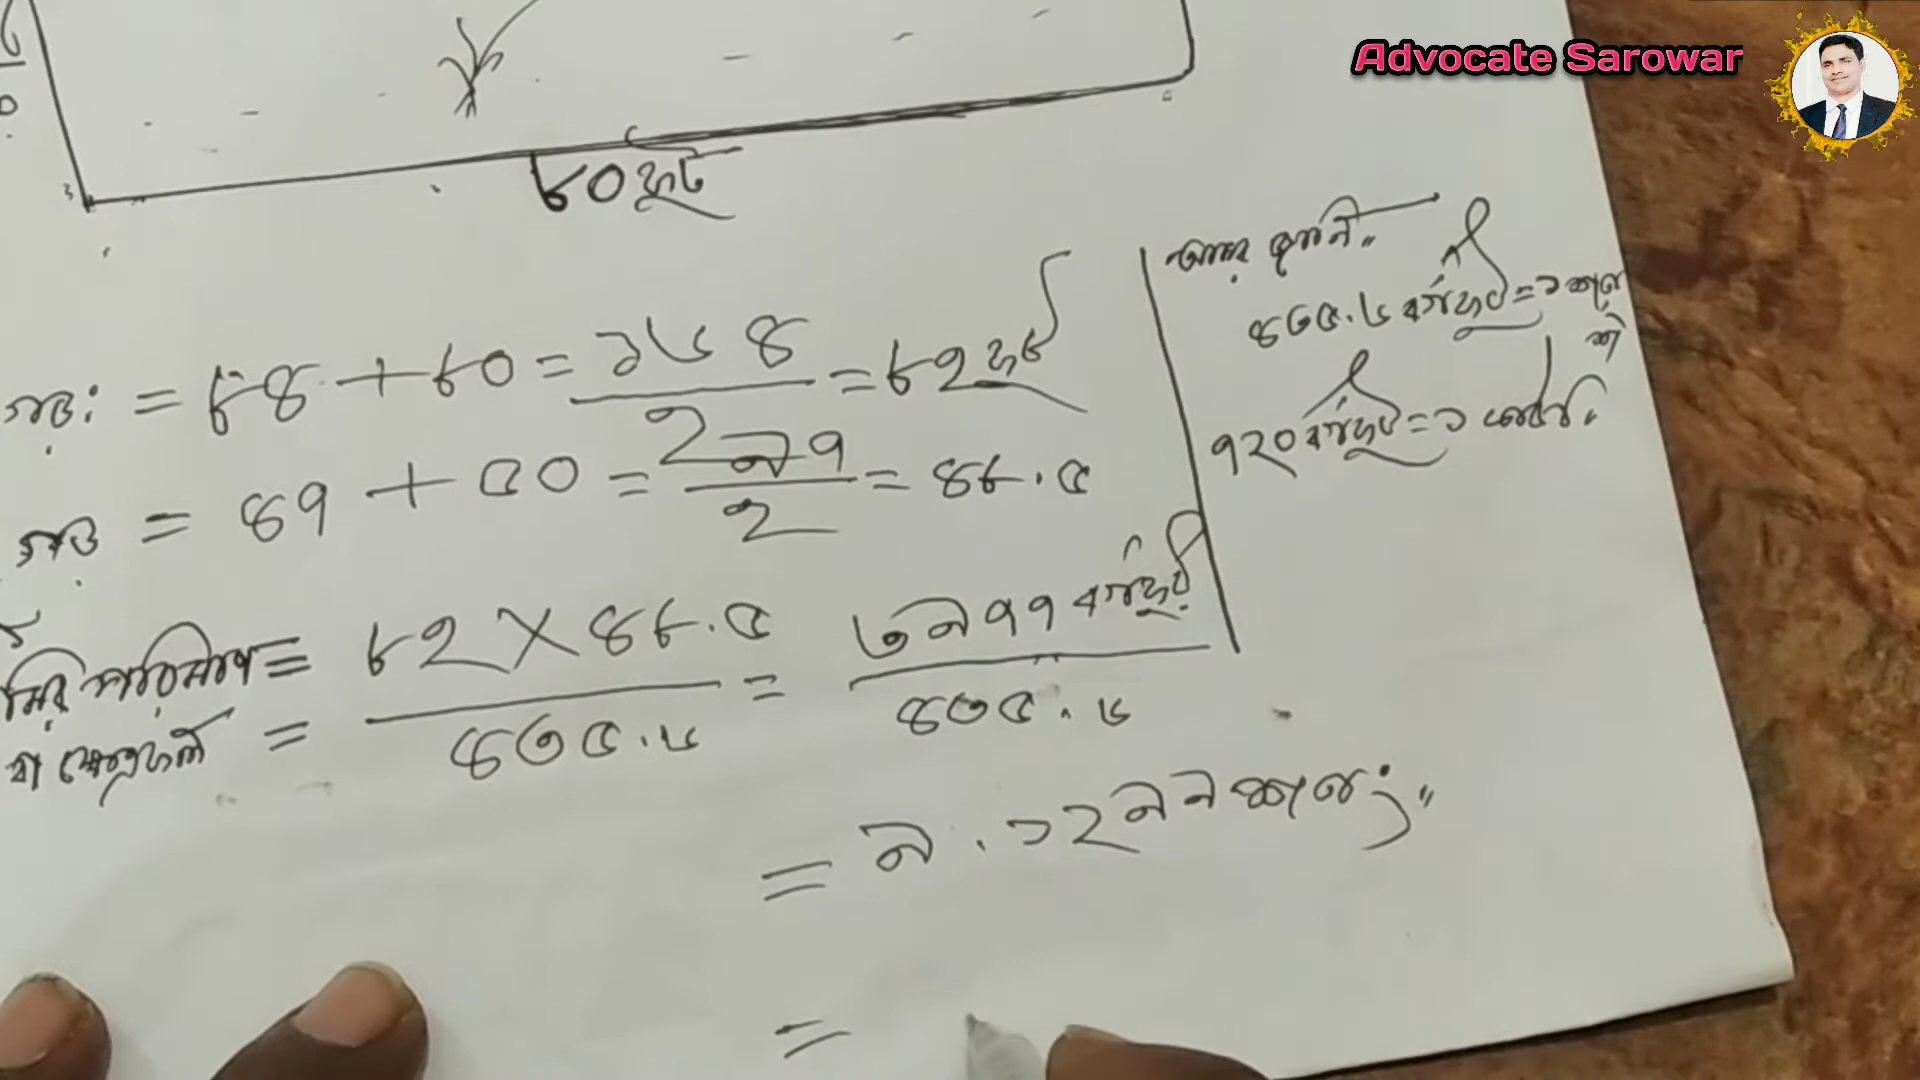 Advocate Sarowar
৮০ফুট
গড়: = ৮৪ + ৮০ = ১৬৪ / ২ = ৮২ফুট
গড় = ৪৭ + ৫০ = ৯৭ / ২ = ৪৮.৫
মির পরিমাণ = ৮২ X ৪৮.৫ / ৪৩৫.৬ = ৩৯৭৭ বর্গফুট / ৪৩৫.৬
বা ক্ষেত্রফল =
= ৯.১২৯৯ শতাংশ
=
আমরা জানি
৪৩৫.৬ বর্গফুট = ১ শতাংশ
৭২০ বর্গফুট = ১